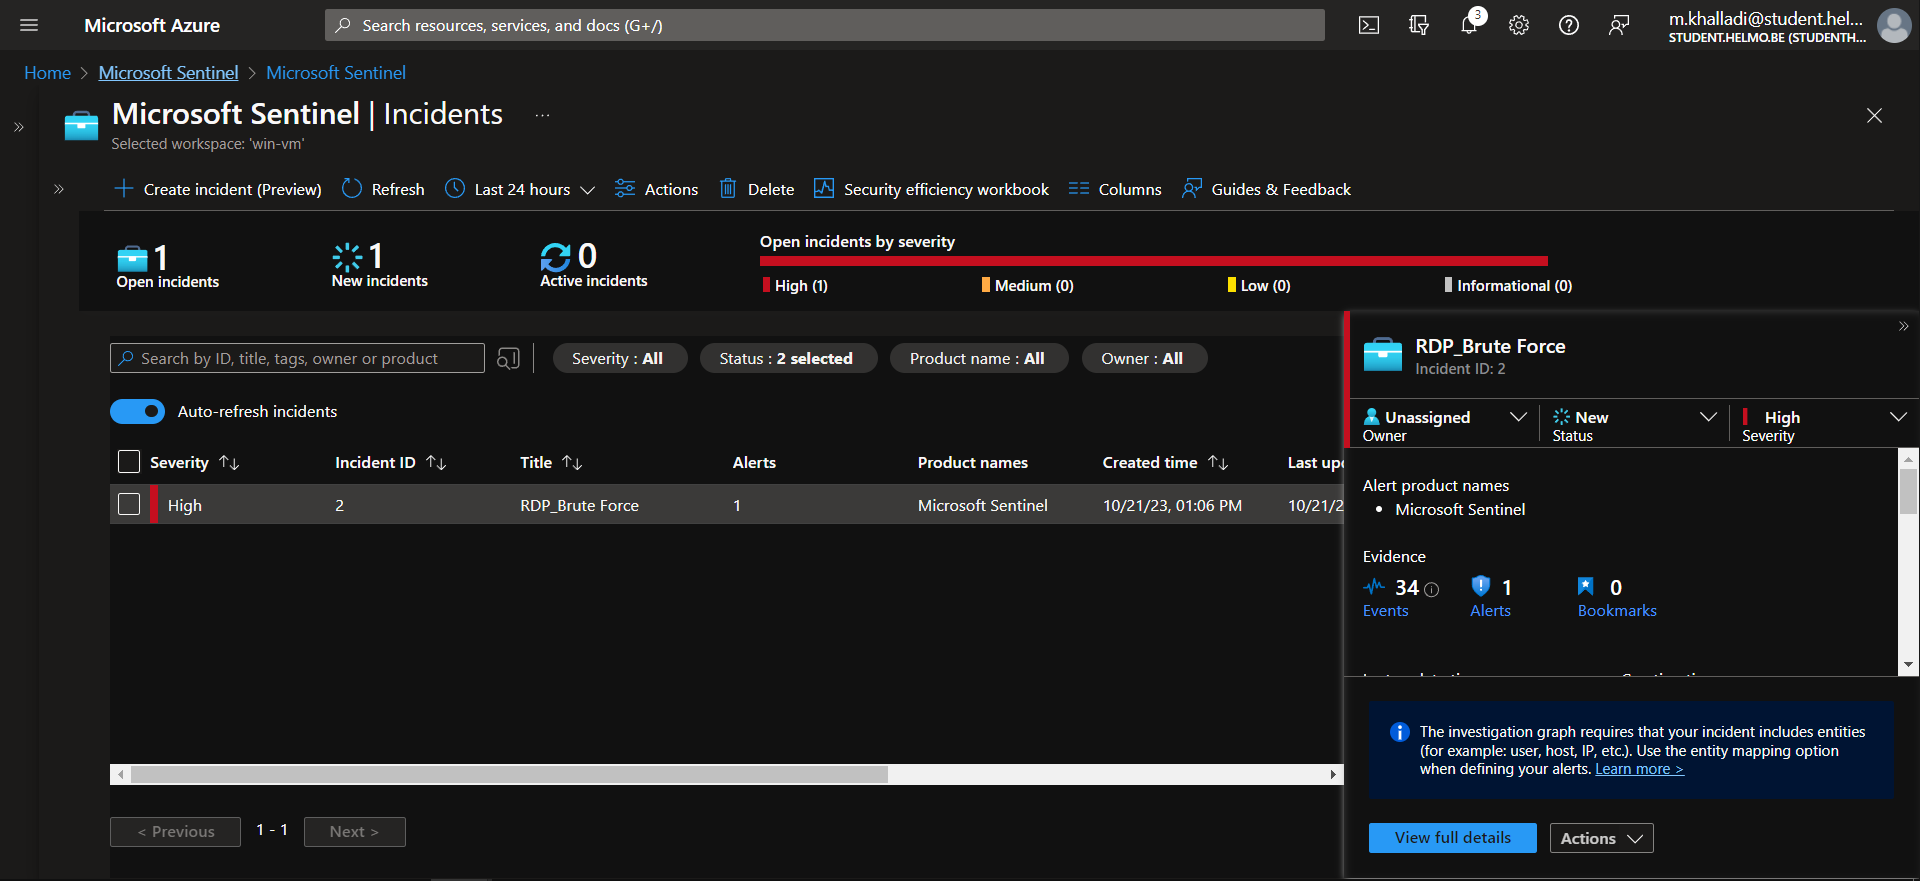 Microsoft Azure
Search resources, services, and docs (G+/)
3
m.khalladi@student.hel...
STUDENT.HELMO.BE (STUDENTH...
Home > Microsoft Sentinel > Microsoft Sentinel
Microsoft Sentinel | Incidents ...
Selected workspace: 'win-vm'
Create incident (Preview) Refresh Last 24 hours Actions Delete Security efficiency workbook Columns Guides & Feedback
1
Open incidents
1
New incidents
0
Active incidents
Open incidents by severity
High (1) Medium (0) Low (0) Informational (0)
Search by ID, title, tags, owner or product
Severity : All
Status : 2 selected
Product name : All
Owner : All
Auto-refresh incidents
Severity Incident ID Title Alerts Product names Created time Last up
High 2 RDP_Brute Force 1 Microsoft Sentinel 10/21/23, 01:06 PM 10/21/2
< Previous 1 - 1 Next >
RDP_Brute Force
Incident ID: 2
Unassigned
Owner
New
Status
High
Severity
Alert product names
• Microsoft Sentinel
Evidence
34
Events
1
Alerts
0
Bookmarks
The investigation graph requires that your incident includes entities
(for example: user, host, IP, etc.). Use the entity mapping option
when defining your alerts. Learn more >
View full details
Actions